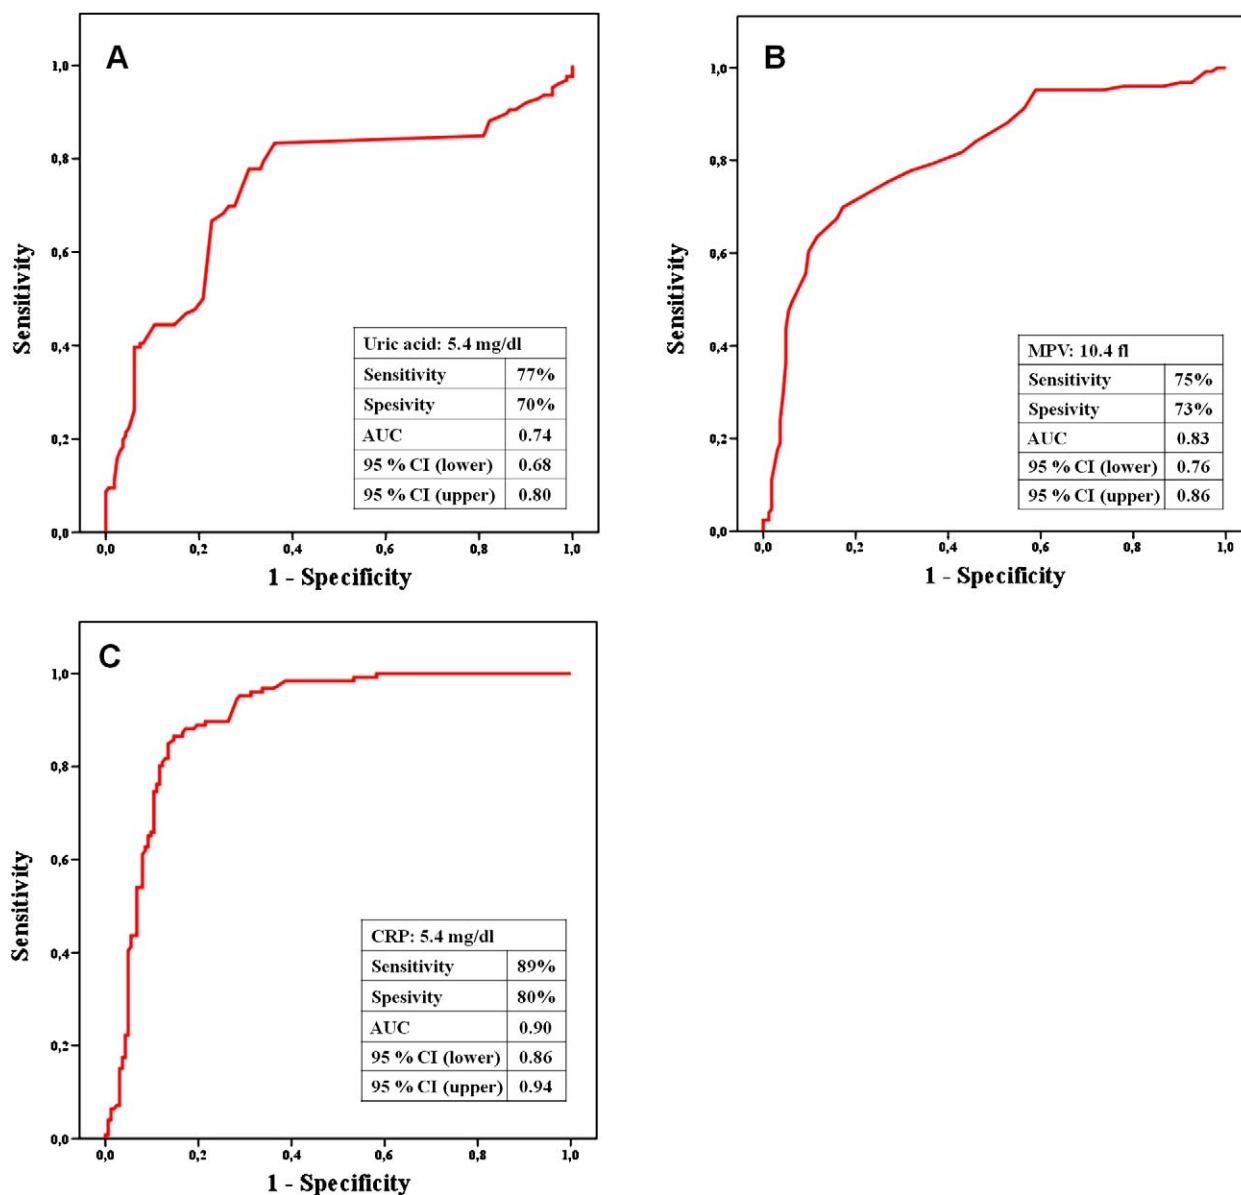 A
1,0
0,8
0,6
0,4
0,2
0,0
Sensitivity
0,0 0,2 0,4 0,6 0,8 1,0
1 - Specificity
Uric acid: 5.4 mg/dl
Sensitivity 77%
Spesivity 70%
AUC 0.74
95 % CI (lower) 0.68
95 % CI (upper) 0.80
B
1,0
0,8
0,6
0,4
0,2
0,0
Sensitivity
0,0 0,2 0,4 0,6 0,8 1,0
1 - Specificity
MPV: 10.4 fl
Sensitivity 75%
Spesivity 73%
AUC 0.83
95 % CI (lower) 0.76
95 % CI (upper) 0.86
C
1,0
0,8
0,6
0,4
0,2
0,0
Sensitivity
0,0 0,2 0,4 0,6 0,8 1,0
1 - Specificity
CRP: 5.4 mg/dl
Sensitivity 89%
Spesivity 80%
AUC 0.90
95 % CI (lower) 0.86
95 % CI (upper) 0.94